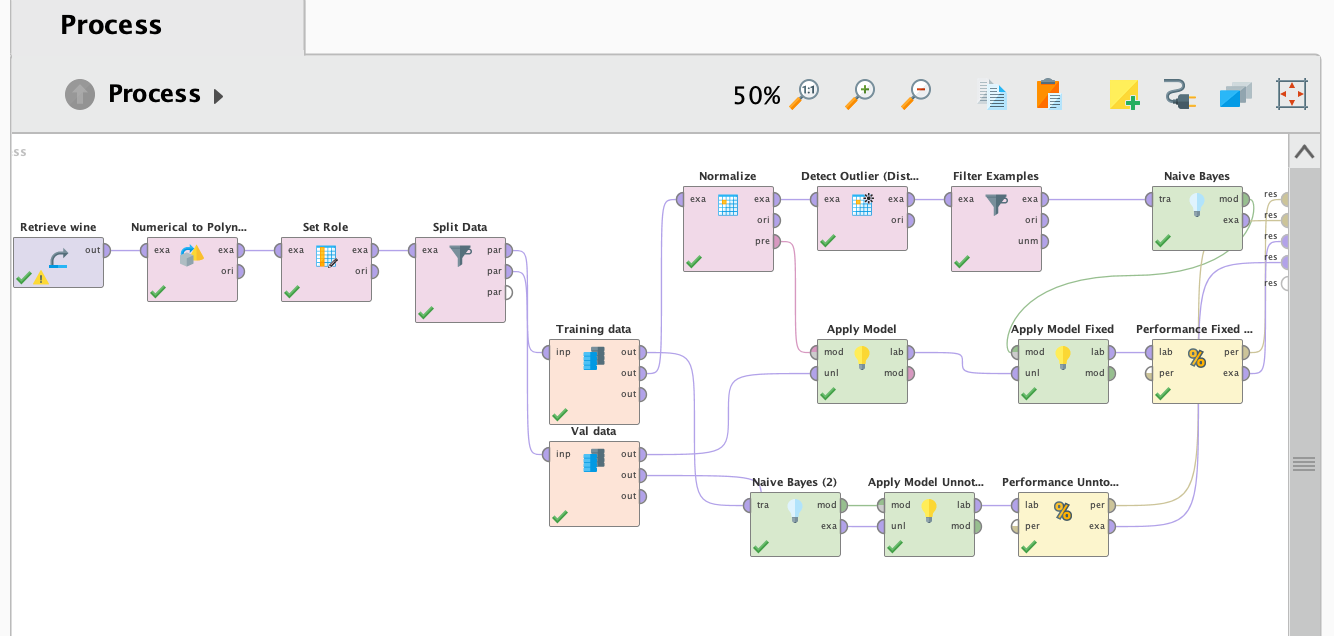 Process
Process
50%
1:1
ss
Normalize
exa exa
ori
pre
Detect Outlier (Dist...
exa exa
ori
Filter Examples
exa exa
ori
unm
Naive Bayes
tra mod
exa
res
res
res
res
res
Retrieve wine
out
Numerical to Polyn...
exa exa
ori
Set Role
exa exa
ori
Split Data
exa par
par
par
Training data
inp out
out
out
Apply Model
mod lab
unl mod
Apply Model Fixed
mod lab
unl mod
Performance Fixed ...
lab per
per exa
%
Val data
inp out
out
out
Naive Bayes (2)
tra mod
exa
Apply Model Unnot...
mod lab
unl mod
Performance Unnto...
lab per
per exa
%